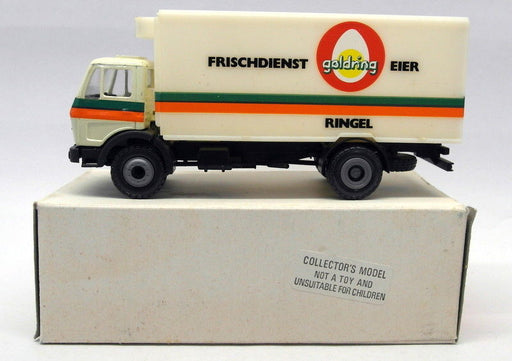 FRISCHDIENST goldring EIER
RINGEL
COLLECTOR'S MODEL
NOT A TOY AND
UNSUITABLE FOR CHILDREN